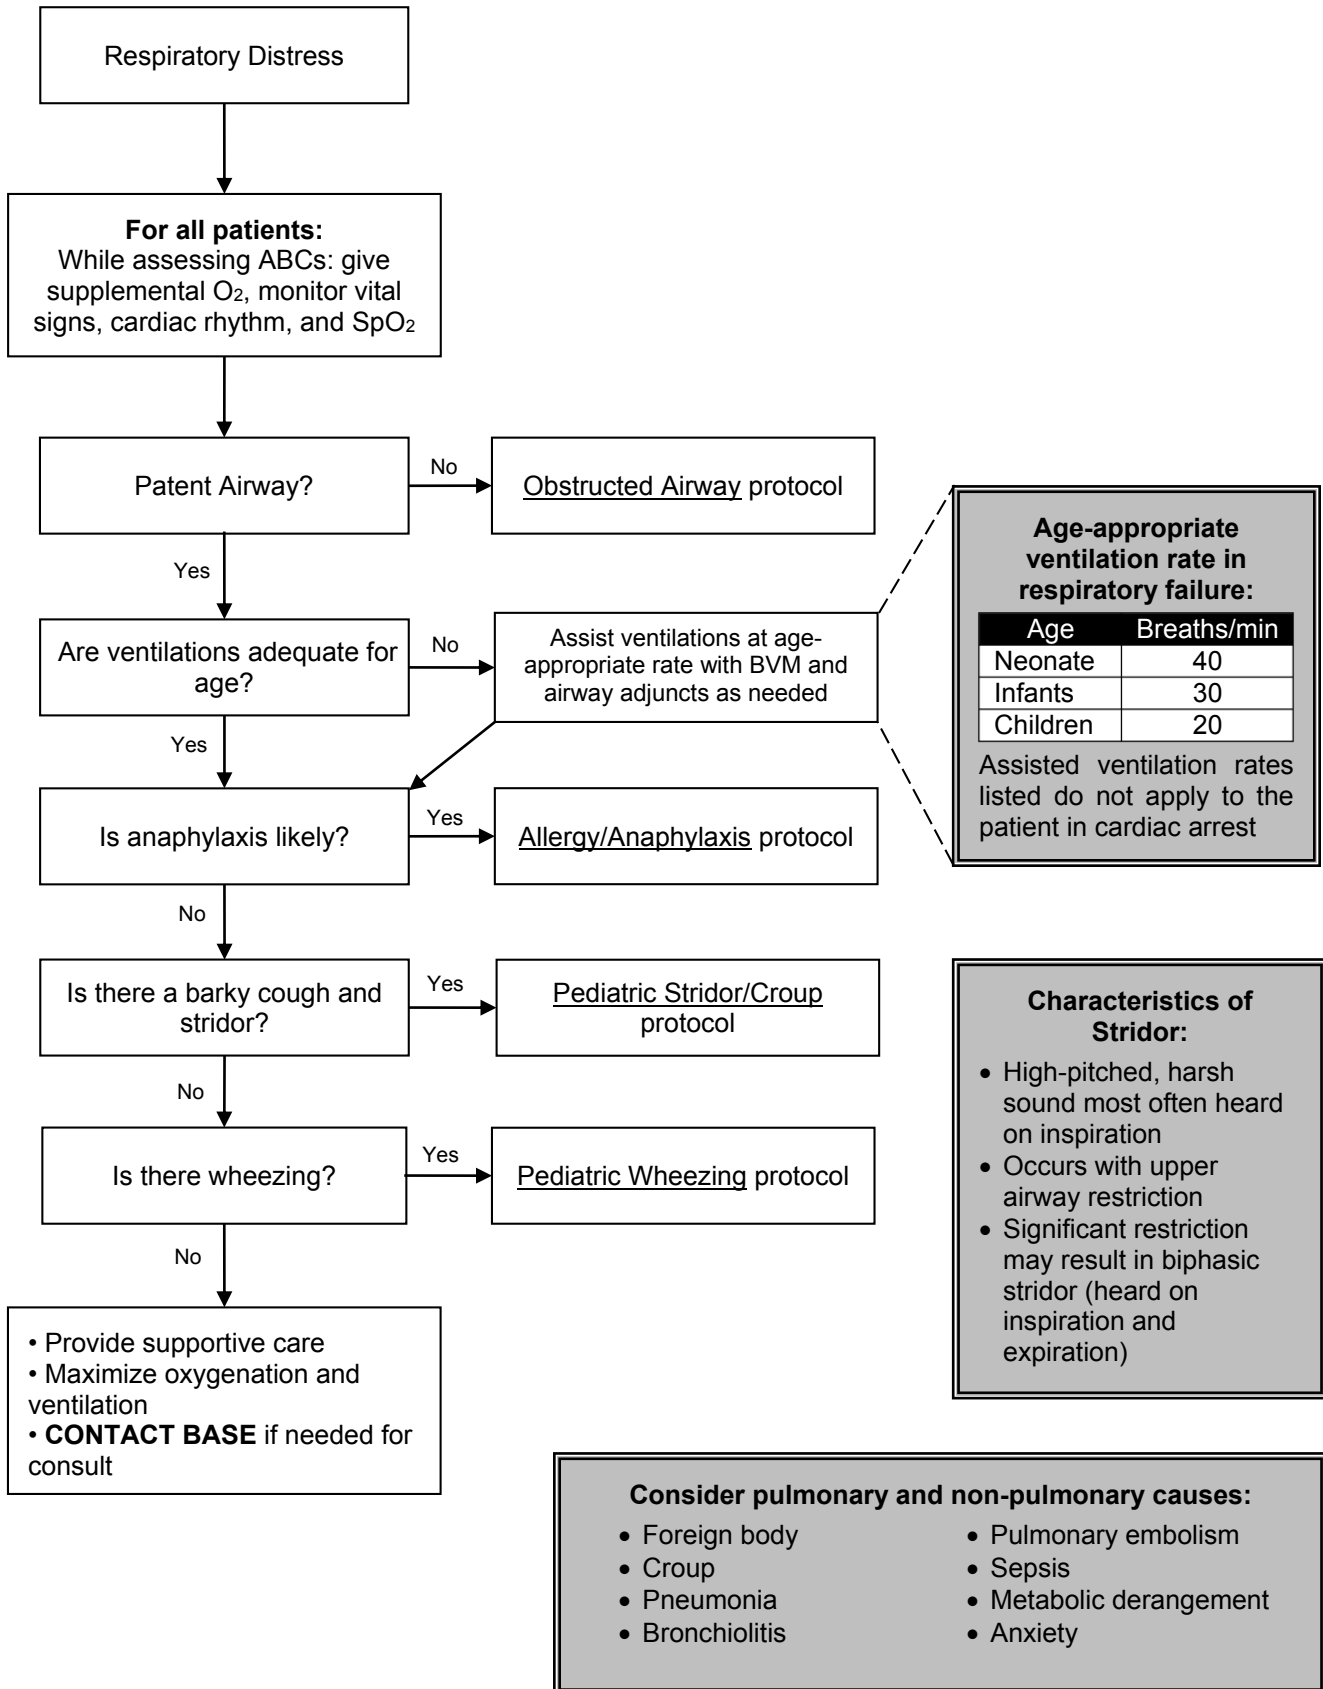 Respiratory Distress
For all patients:
While assessing ABCs: give
supplemental O₂, monitor vital
signs, cardiac rhythm, and SpO₂
Patent Airway?
No
Obstructed Airway protocol
Yes
Are ventilations adequate for
age?
No
Assist ventilations at age-
appropriate rate with BVM and
airway adjuncts as needed
Age-appropriate
ventilation rate in
respiratory failure:
Age Breaths/min
Neonate 40
Infants 30
Children 20
Assisted ventilation rates
listed do not apply to the
patient in cardiac arrest
Yes
Is anaphylaxis likely?
Yes
Allergy/Anaphylaxis protocol
No
Is there a barky cough and
stridor?
Yes
Pediatric Stridor/Croup
protocol
No
Is there wheezing?
Yes
Pediatric Wheezing protocol
No
• Provide supportive care
• Maximize oxygenation and
ventilation
• CONTACT BASE if needed for
consult
Characteristics of
Stridor:
• High-pitched, harsh
sound most often heard
on inspiration
• Occurs with upper
airway restriction
• Significant restriction
may result in biphasic
stridor (heard on
inspiration and
expiration)
Consider pulmonary and non-pulmonary causes:
• Foreign body
• Croup
• Pneumonia
• Bronchiolitis
• Pulmonary embolism
• Sepsis
• Metabolic derangement
• Anxiety